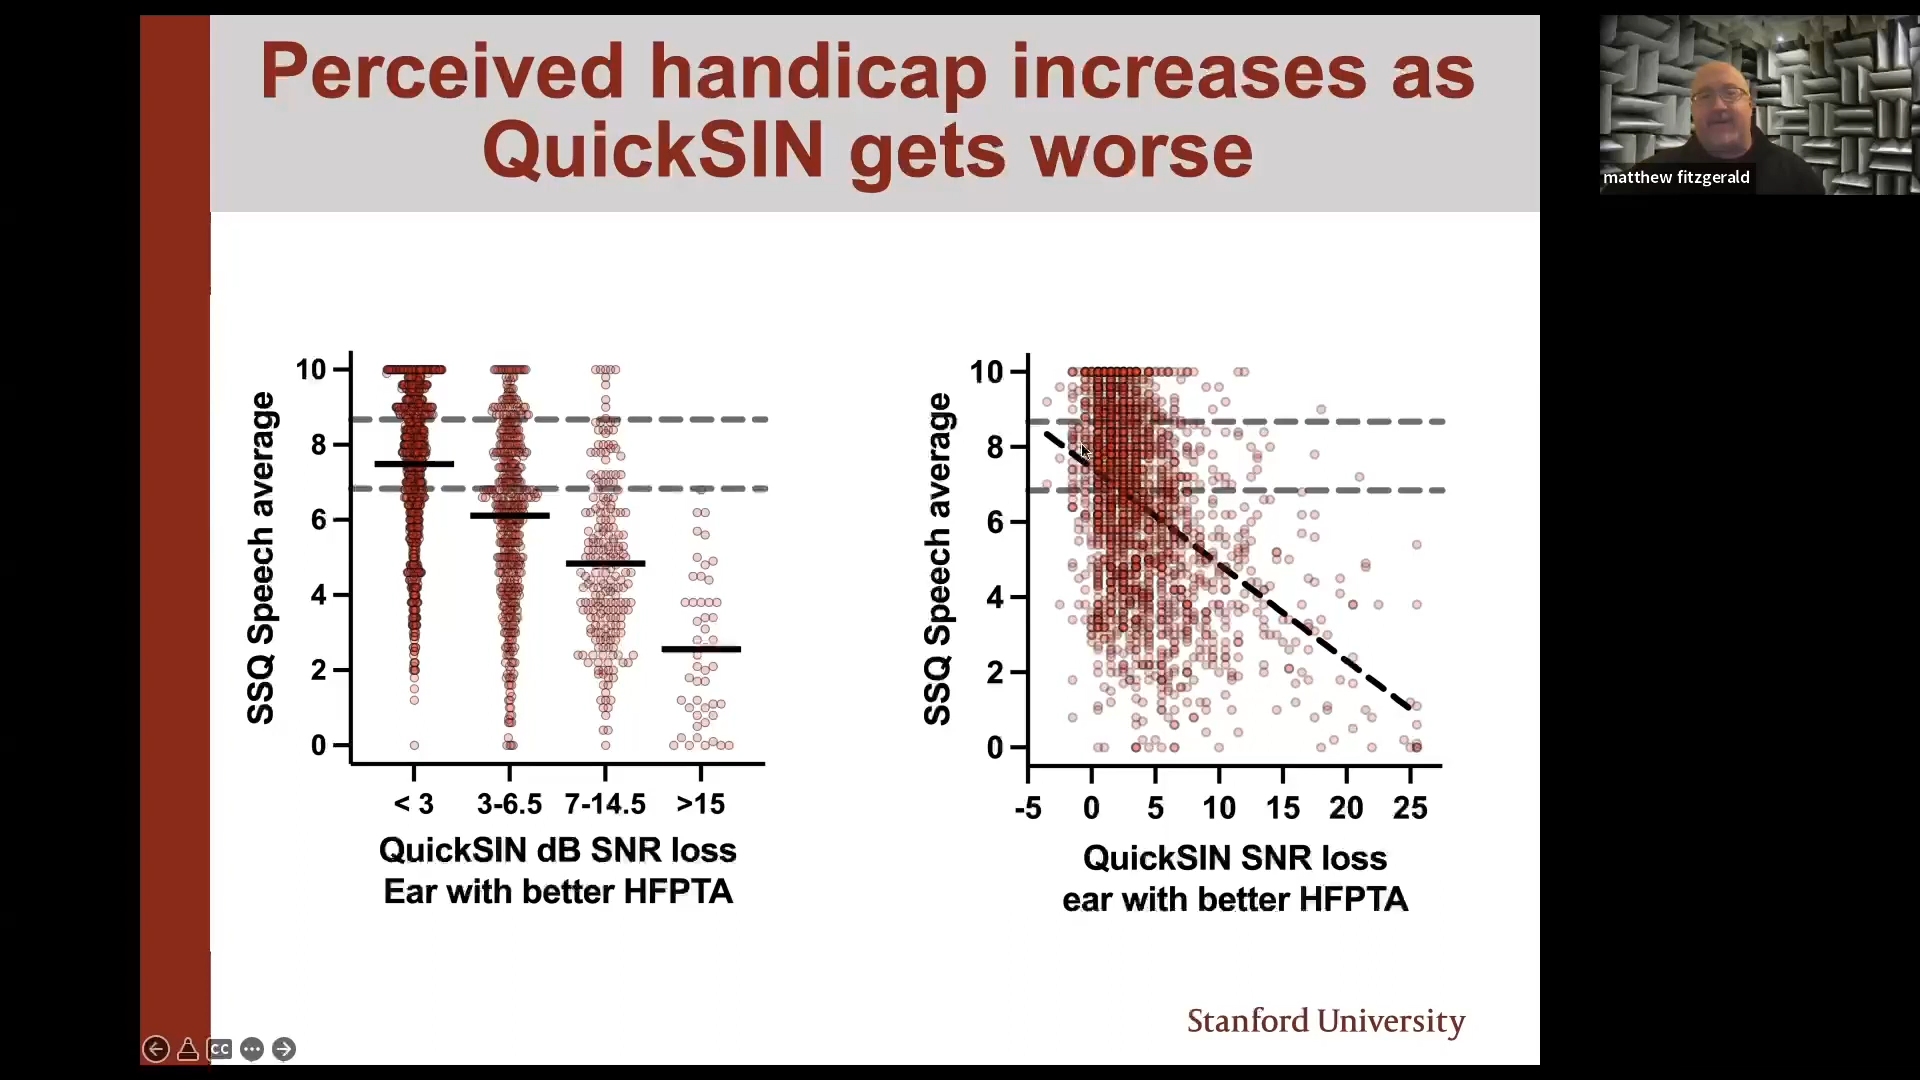 Perceived handicap increases as
QuickSIN gets worse
matthew fitzgerald
SSQ Speech average
10
8
6
4
2
0
< 3 3-6.5 7-14.5 >15
QuickSIN dB SNR loss
Ear with better HFPTA
SSQ Speech average
10
8
6
4
2
0
-5 0 5 10 15 20 25
QuickSIN SNR loss
ear with better HFPTA
Stanford University
CC